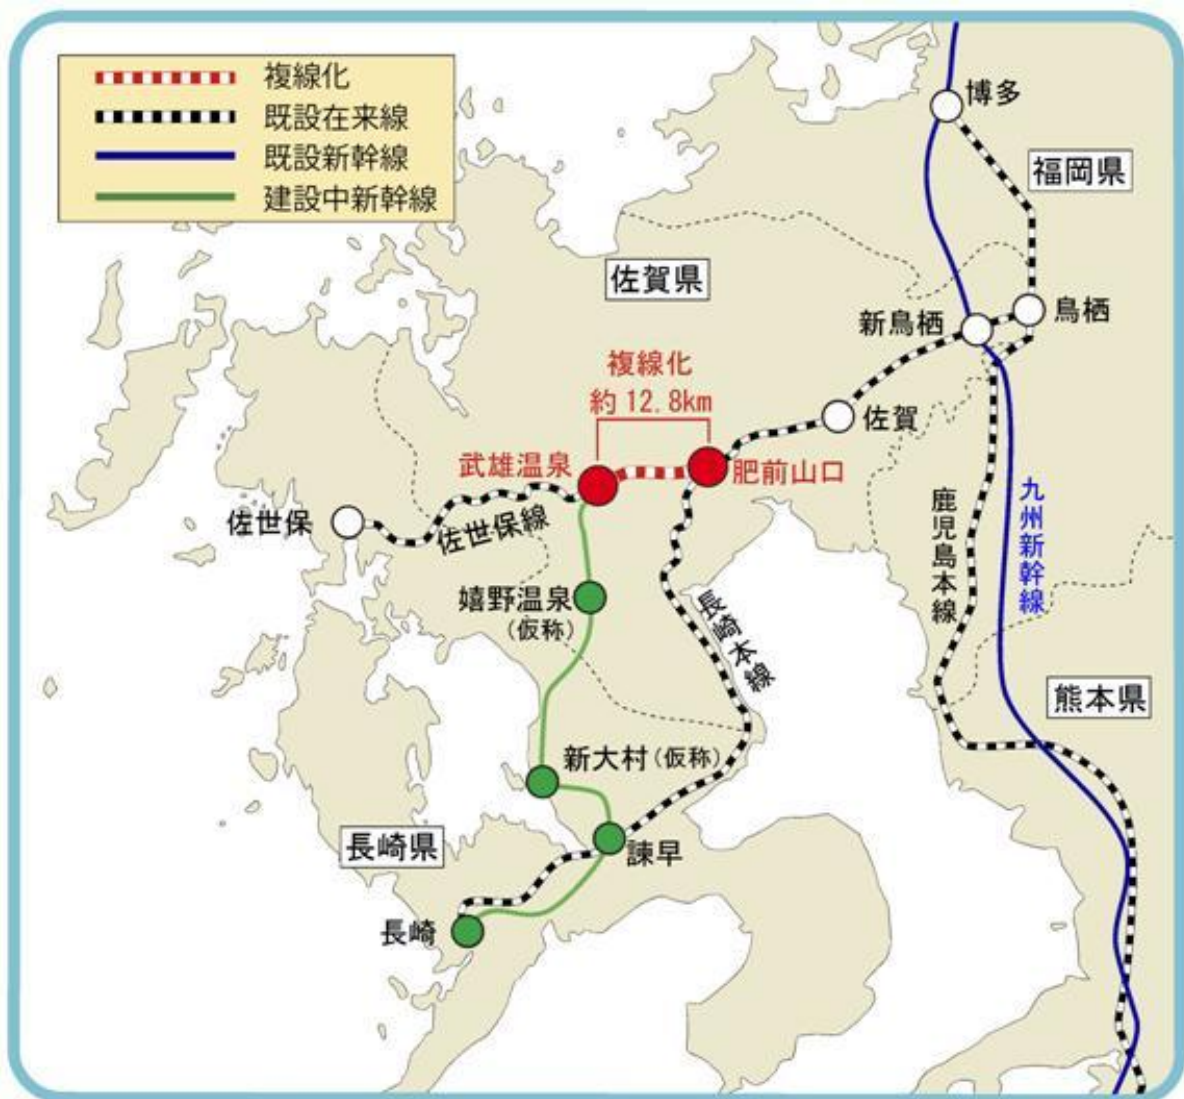 複線化
既設在来線
既設新幹線
建設中新幹線
博多
福岡県
佐賀県
新鳥栖
鳥栖
複線化
約12.8km
佐賀
武雄温泉
肥前山口
佐世保
佐世保線
鹿児島本線
九州新幹線
嬉野温泉
(仮称)
長崎本線
熊本県
新大村(仮称)
長崎県
諫早
長崎